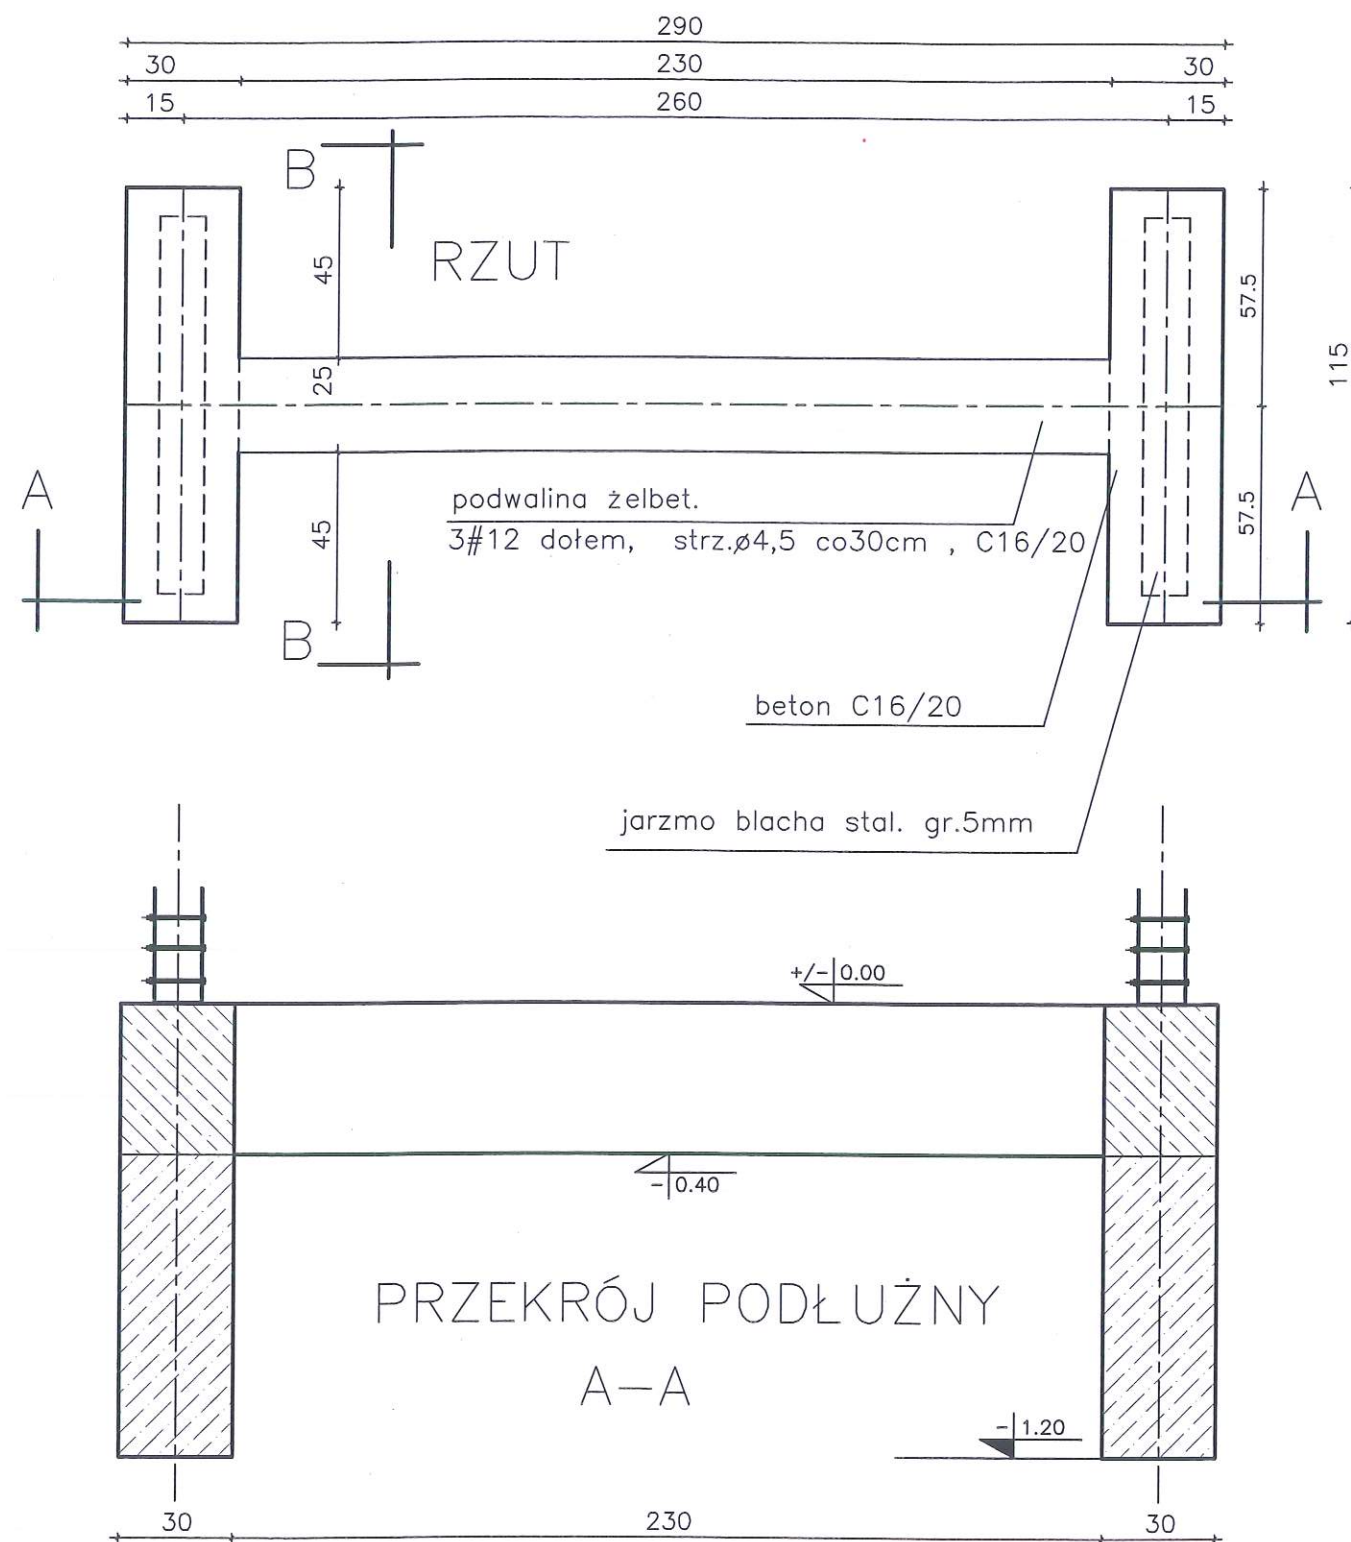 290
30 230 30
15 260 15
B
RZUT
45
57.5
25
115
A
A
podwalina żelbet.
3#12 dołem, strz.ø4,5 co30cm , C16/20
45
57.5
B
beton C16/20
jarzmo blacha stal. gr.5mm
+/- 0.00
- 0.40
PRZEKRÓJ PODŁUŻNY
A-A
- 1.20
30 230 30